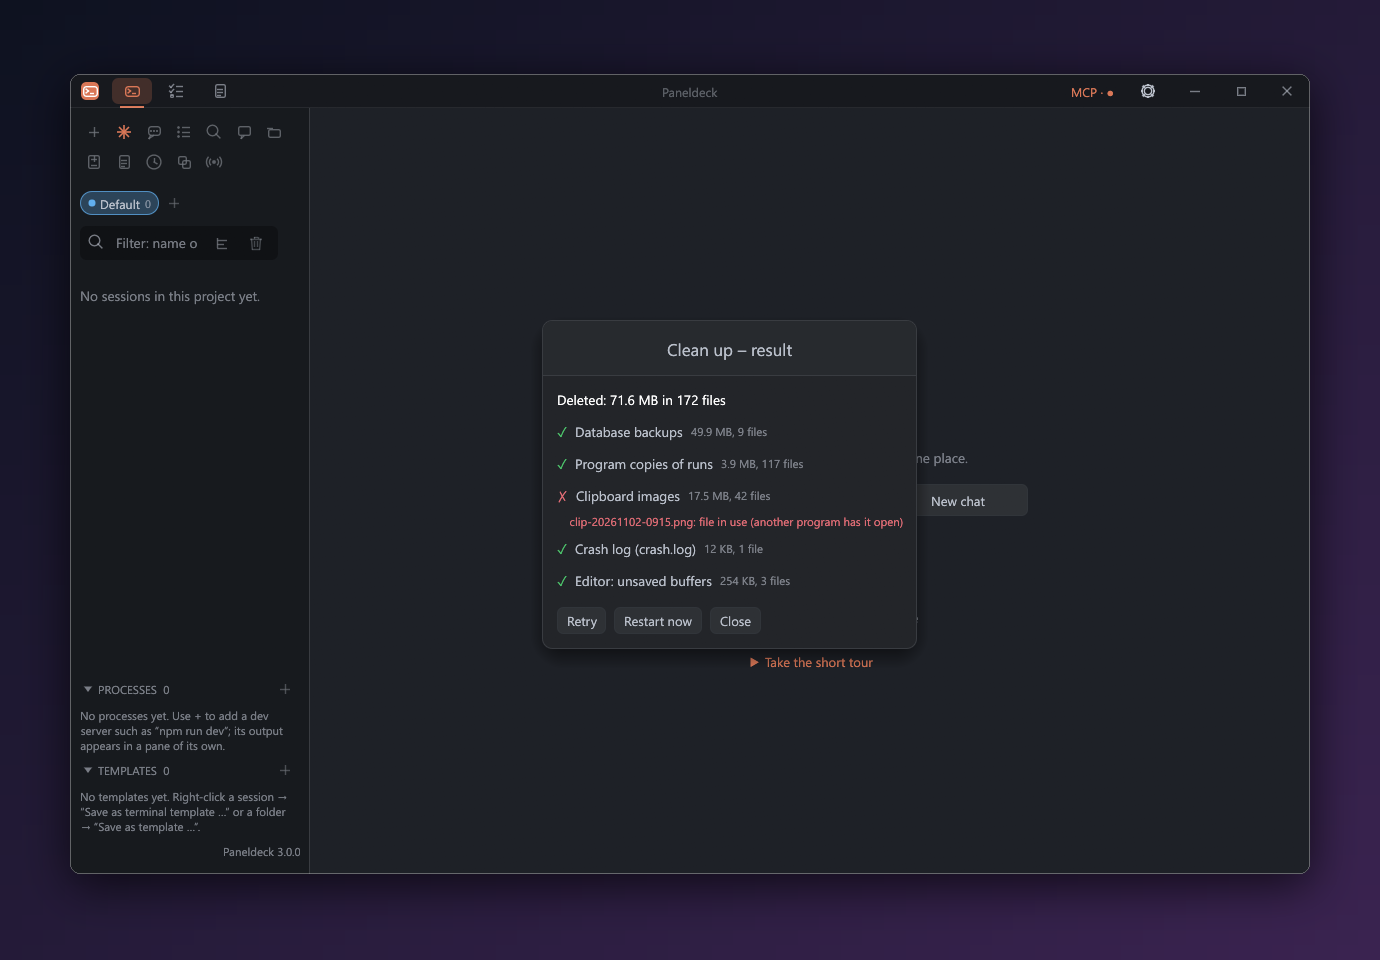 Paneldeck
MCP ·
Default 0
Filter: name o
No sessions in this project yet.
Clean up – result
Deleted: 71.6 MB in 172 files
Database backups 49.9 MB, 9 files
Program copies of runs 3.9 MB, 117 files
Clipboard images 17.5 MB, 42 files
clip-20261102-0915.png: file in use (another program has it open)
Crash log (crash.log) 12 KB, 1 file
Editor: unsaved buffers 254 KB, 3 files
Retry
Restart now
Close
ne place.
New chat
Take the short tour
PROCESSES 0
No processes yet. Use + to add a dev
server such as “npm run dev”; its output
appears in a pane of its own.
TEMPLATES 0
No templates yet. Right-click a session →
“Save as terminal template ...” or a folder
→ “Save as template ...”.
Paneldeck 3.0.0